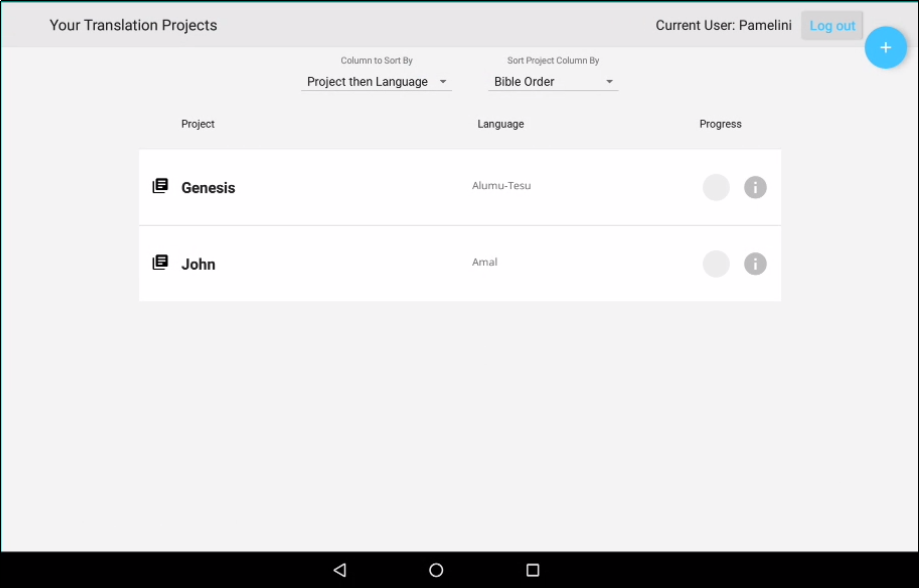 Your Translation Projects
Current User: Pamelini
Log out
+
Column to Sort By
Sort Project Column By
Project then Language
Bible Order
Project
Language
Progress
Genesis
Alumu-Tesu
John
Amal